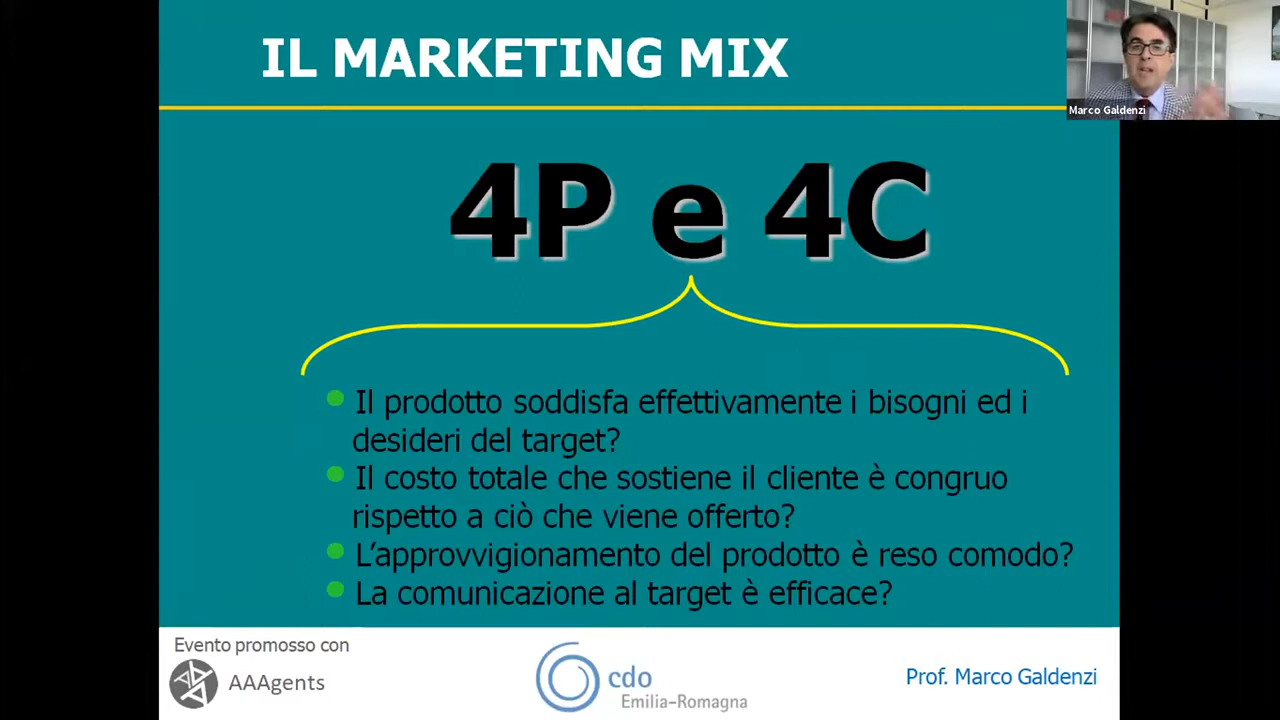 IL MARKETING MIX
Marco Galdenzi
4P e 4C
Il prodotto soddisfa effettivamente i bisogni ed i
desideri del target?
Il costo totale che sostiene il cliente è congruo
rispetto a ciò che viene offerto?
L'approvvigionamento del prodotto è reso comodo?
La comunicazione al target è efficace?
Evento promosso con
AAAgents
cdo
Emilia-Romagna
Prof. Marco Galdenzi